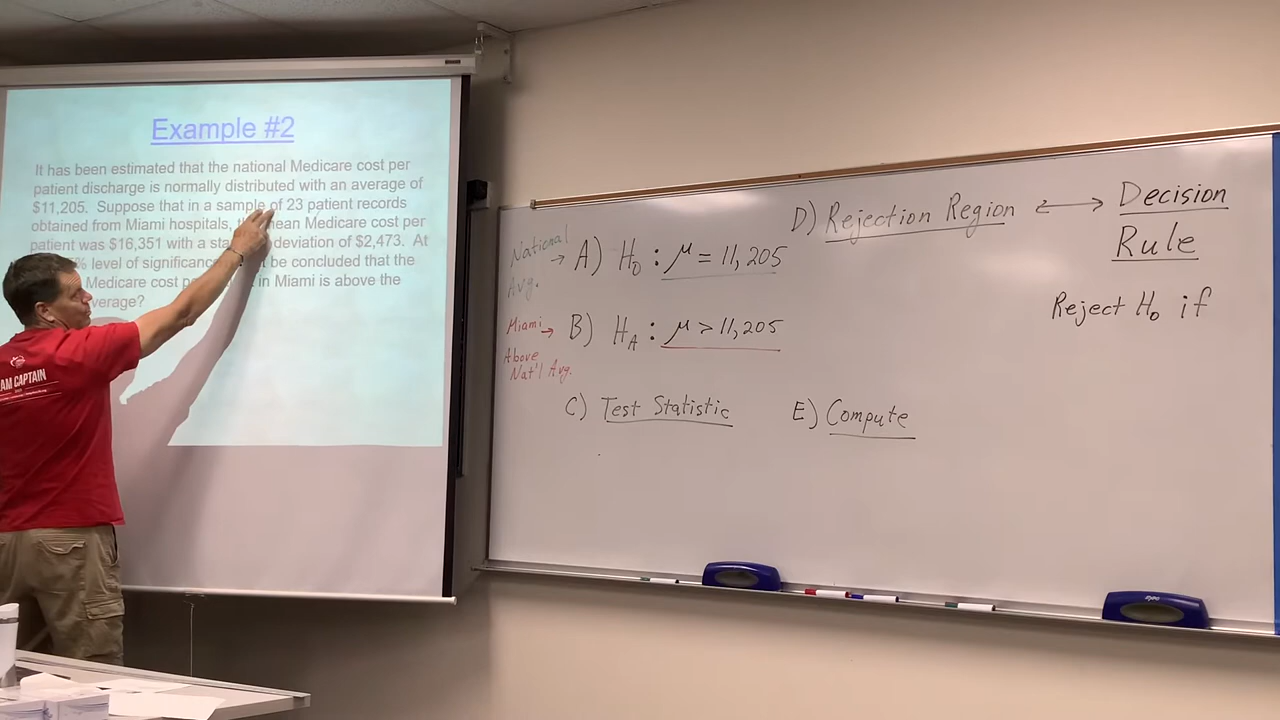 Example #2
It has been estimated that the national Medicare cost per
patient discharge is normally distributed with an average of
$11,205. Suppose that in a sample of 23 patient records
obtained from Miami hospitals, mean Medicare cost per
patient was $16,351 with a deviation of $2,473. At
% level of significance be concluded that the
Medicare cost in Miami is above the
verage?
AM CAPTAIN
National
Avg.
→ A) H₀ : μ = 11,205
Miami →
Above
Nat'l Avg.
B) H_A : μ > 11,205
C) Test Statistic
E) Compute
D) Rejection Region ↔ Decision
Rule
Reject H₀ if
EXPO